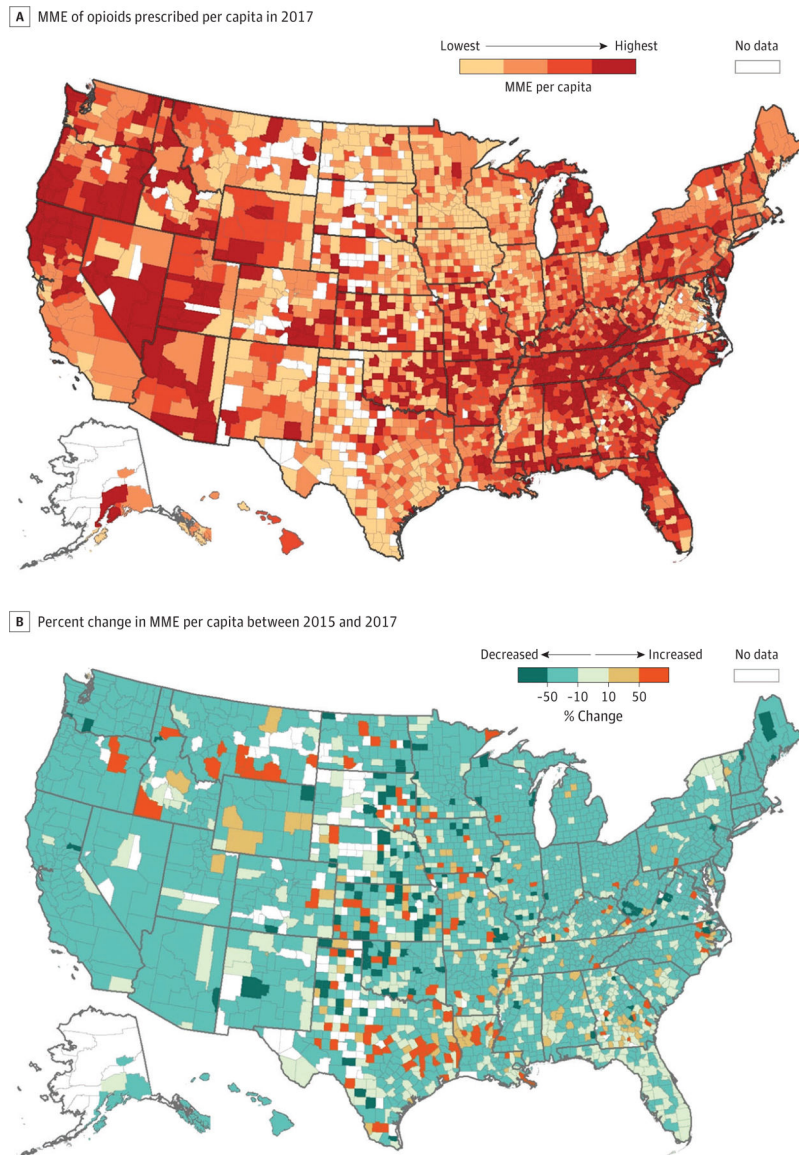 A MME of opioids prescribed per capita in 2017
Lowest Highest
MME per capita
No data
B Percent change in MME per capita between 2015 and 2017
Decreased Increased
-50 -10 10 50
% Change
No data